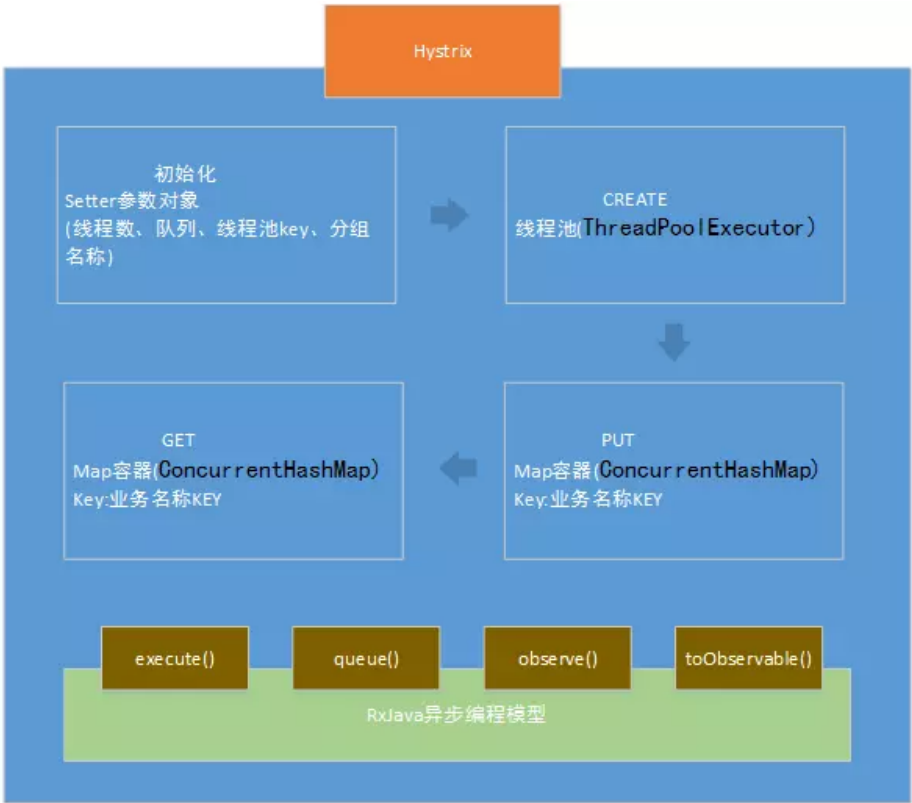 Hystrix
初始化
Setter参数对象
(线程数、队列、线程池key、分组
名称)
CREATE
线程池(ThreadPoolExecutor)
GET
Map容器(ConcurrentHashMap)
Key:业务名称KEY
PUT
Map容器(ConcurrentHashMap)
Key:业务名称KEY
execute()
queue()
observe()
toObservable()
RxJava异步编程模型